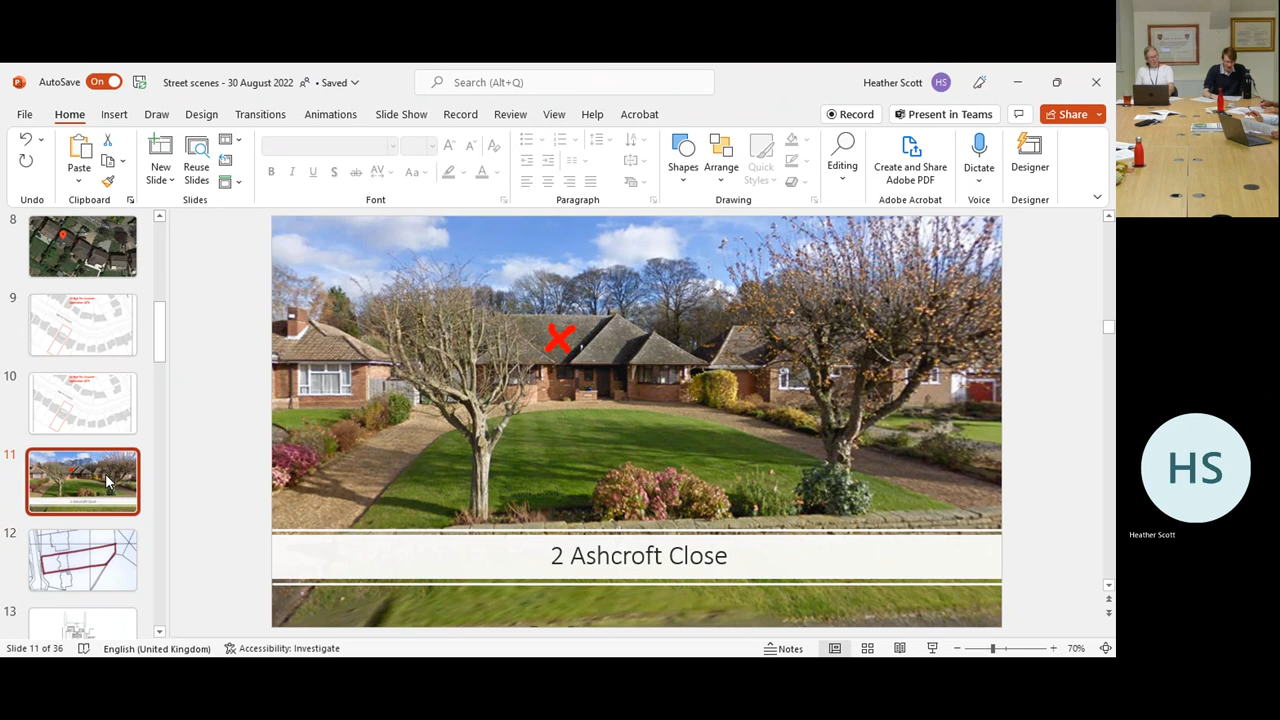 AutoSave
On
Street scenes - 30 August 2022
• Saved
Search (Alt+Q)
Heather Scott
HS
File
Home
Insert
Draw
Design
Transitions
Animations
Slide Show
Record
Review
View
Help
Acrobat
Record
Present in Teams
Share
Paste
New
Slide
Reuse
Slides
B
I
U
S
ab
AV
Aa
A
Shapes
Arrange
Quick
Styles
Editing
Create and Share
Adobe PDF
Dictate
Designer
Undo
Clipboard
Slides
Font
Paragraph
Drawing
Adobe Acrobat
Voice
Designer
8
9
10
11
12
13
2 Ashcroft Close
HS
Heather Scott
Slide 11 of 36
English (United Kingdom)
Accessibility: Investigate
Notes
70%